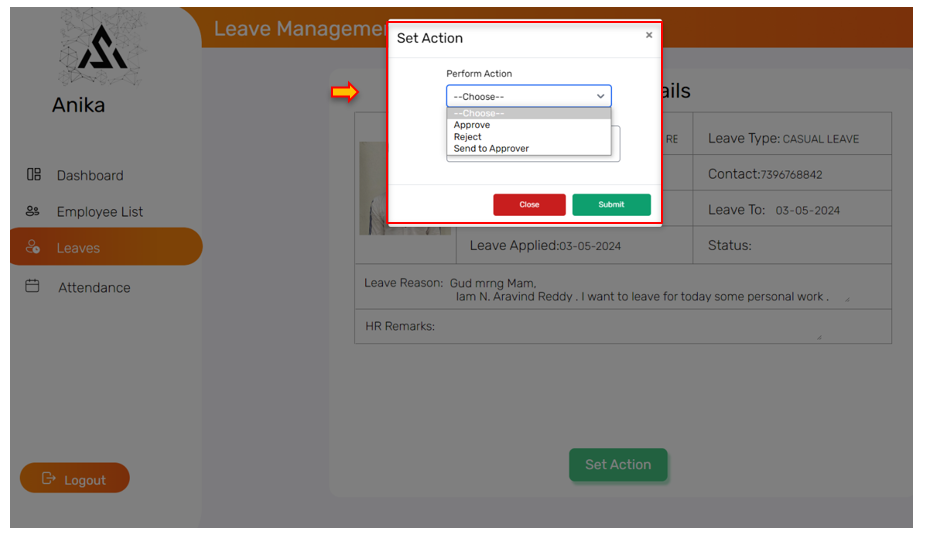 Anika
Dashboard
Employee List
Leaves
Attendance
Logout
Leave Management
Set Action
×
Perform Action
--Choose--
--Choose--
Approve
Reject
Send to Approver
Close
Submit
Leave Type: CASUAL LEAVE
Contact:7396768842
Leave To: 03-05-2024
Leave Applied:03-05-2024
Status:
Leave Reason: Gud mrng Mam,
Iam N. Aravind Reddy . I want to leave for today some personal work .
HR Remarks:
Set Action